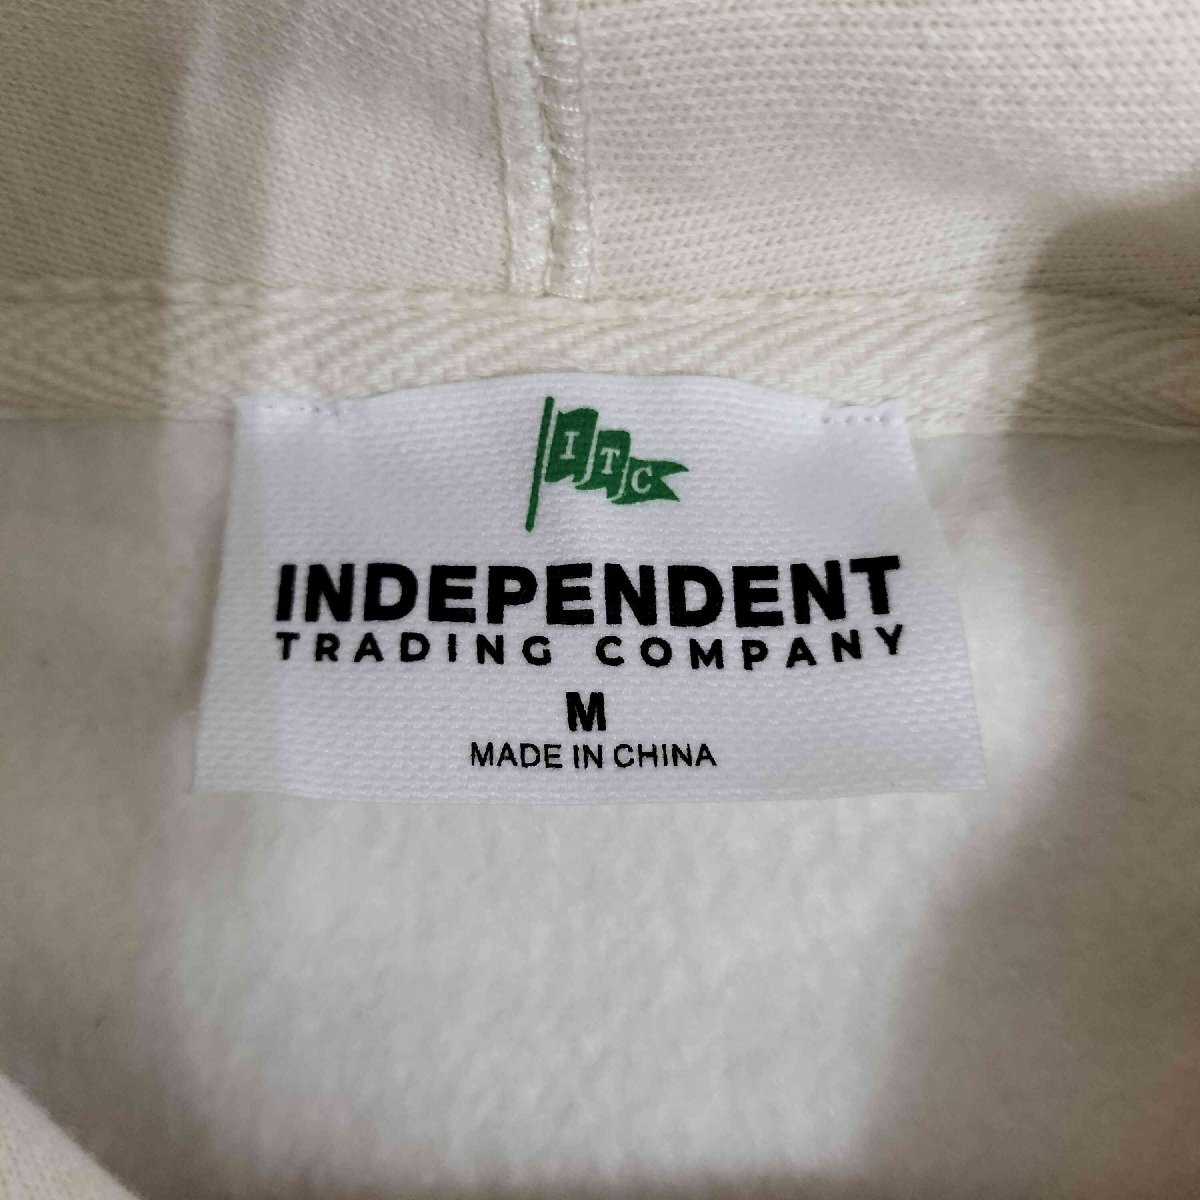 ITC
INDEPENDENT
TRADING COMPANY
M
MADE IN CHINA